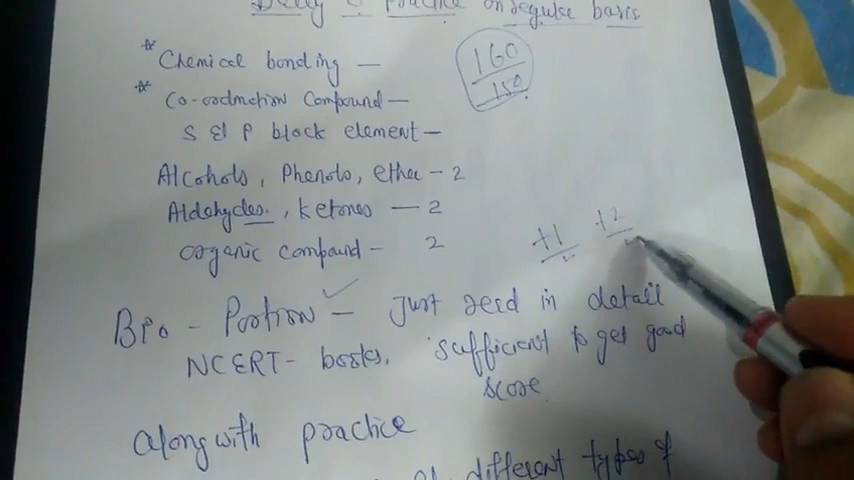 Daily & Practice on regular basis
* Chemical bonding —
160
150
* Co-ordination Compound —
S & P block element —
Alcohols, Phenols, ether - 2
Aldehydes, ketones — 2
+1 +2
organic compound - 2
Bio - Portion — Just read in detail
NCERT - books, sufficient to get good
score
along with practice
different types of